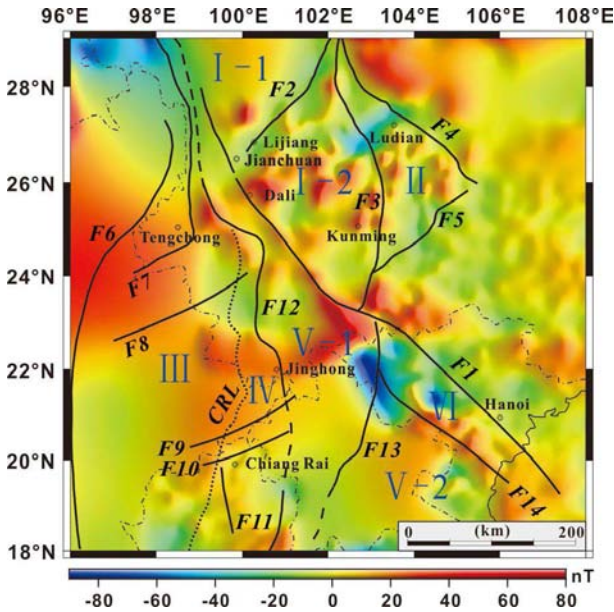 96°E 98°E 100°E 102°E 104°E 106°E 108°E
28°N
26°N
24°N
22°N
20°N
18°N
I-1
F2
F4
Lijiang
Ludian
Jianchuan
I-2
II
Dali
F3
F5
F6
Tengchong
Kunming
F7
F12
F8
V-1
F1
III
Jinghong
IV
VI
CRL
Hanoi
F9
F13
F10
Chiang Rai
V-2
F14
F11
(km)
0 200
nT
-80 -60 -40 -20 0 20 40 60 80